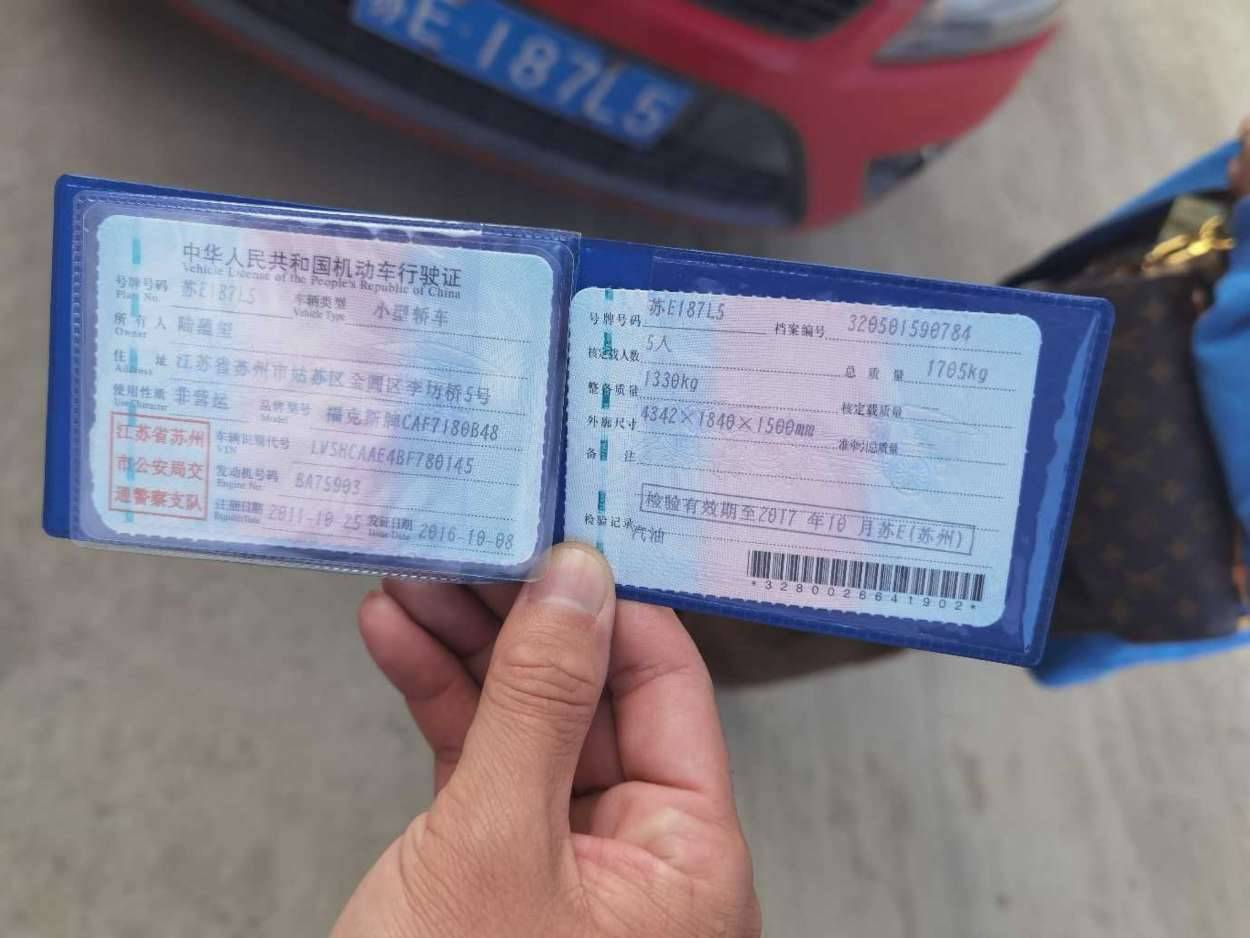 苏E·187L5
中华人民共和国机动车行驶证
Vehicle License of the People's Republic of China
号牌号码 苏E187L5 车辆类型 小型轿车
Plate No. Vehicle Type
所有人 陆蕴玺
Owner
住址 江苏省苏州市姑苏区金阊区李坊桥5号
Address
使用性质 非营运 品牌型号 福克斯牌CAF7180B48
Use Character Model
江苏省苏州
市公安局交
通警察支队
车辆识别代号 LVSHCAAE4BF780145
VIN
发动机号码 BA75993
Engine No.
注册日期 2011-10-25 发证日期 2016-10-08
Register Date Issue Date
号牌号码 苏E187L5 档案编号 320501590784
核定载人数 5人 总质量 1705kg
整备质量 1330kg 核定载质量
外廓尺寸 4342×1840×1500mm 准牵引总质量
备注
检验有效期至2017年10月苏E(苏州)
检验记录 汽油
*3280026641902*